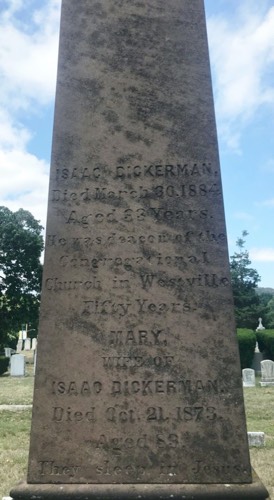 ISAAC DICKERMAN,
Died March 30. 1884
Aged 83 Years.
He was deacon of the
Congregational
Church in Westville
Fifty Years.
MARY,
WIFE OF
ISAAC DICKERMAN.
Died Oct. 21. 1873.
Aged 69.
They sleep in Jesus.